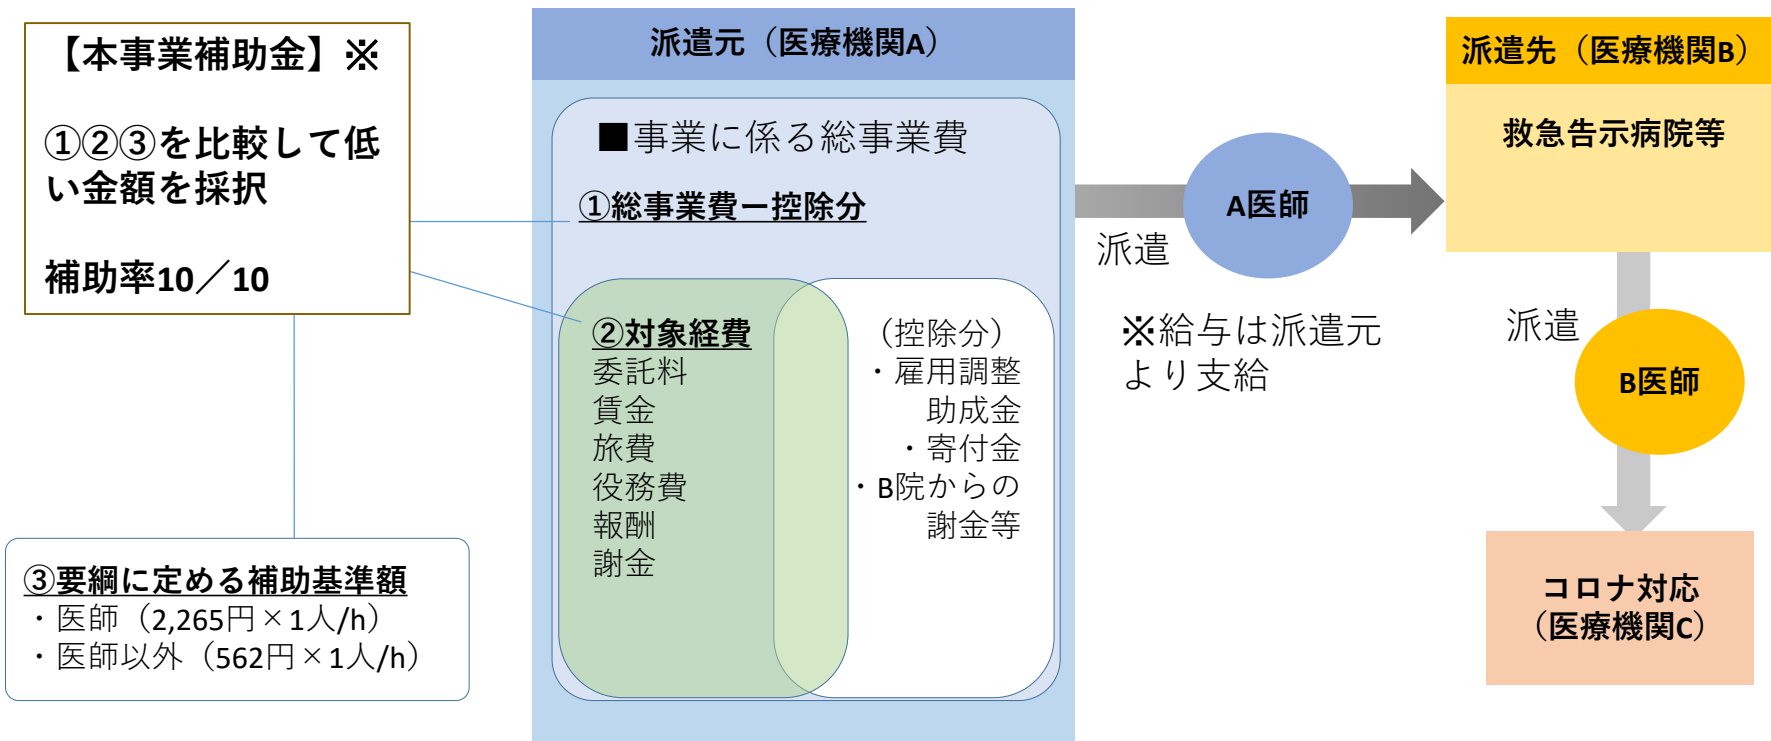 【本事業補助金】※
①②③を比較して低
い金額を採択
補助率10／10
③要綱に定める補助基準額
・医師（2,265円×1人/h）
・医師以外（562円×1人/h）
派遣元（医療機関A）
■事業に係る総事業費
①総事業費ー控除分
②対象経費
委託料
賃金
旅費
役務費
報酬
謝金
（控除分）
・雇用調整
助成金
・寄付金
・B院からの
謝金等
A医師
派遣
※給与は派遣元
より支給
派遣先（医療機関B）
救急告示病院等
派遣
B医師
コロナ対応
（医療機関C）